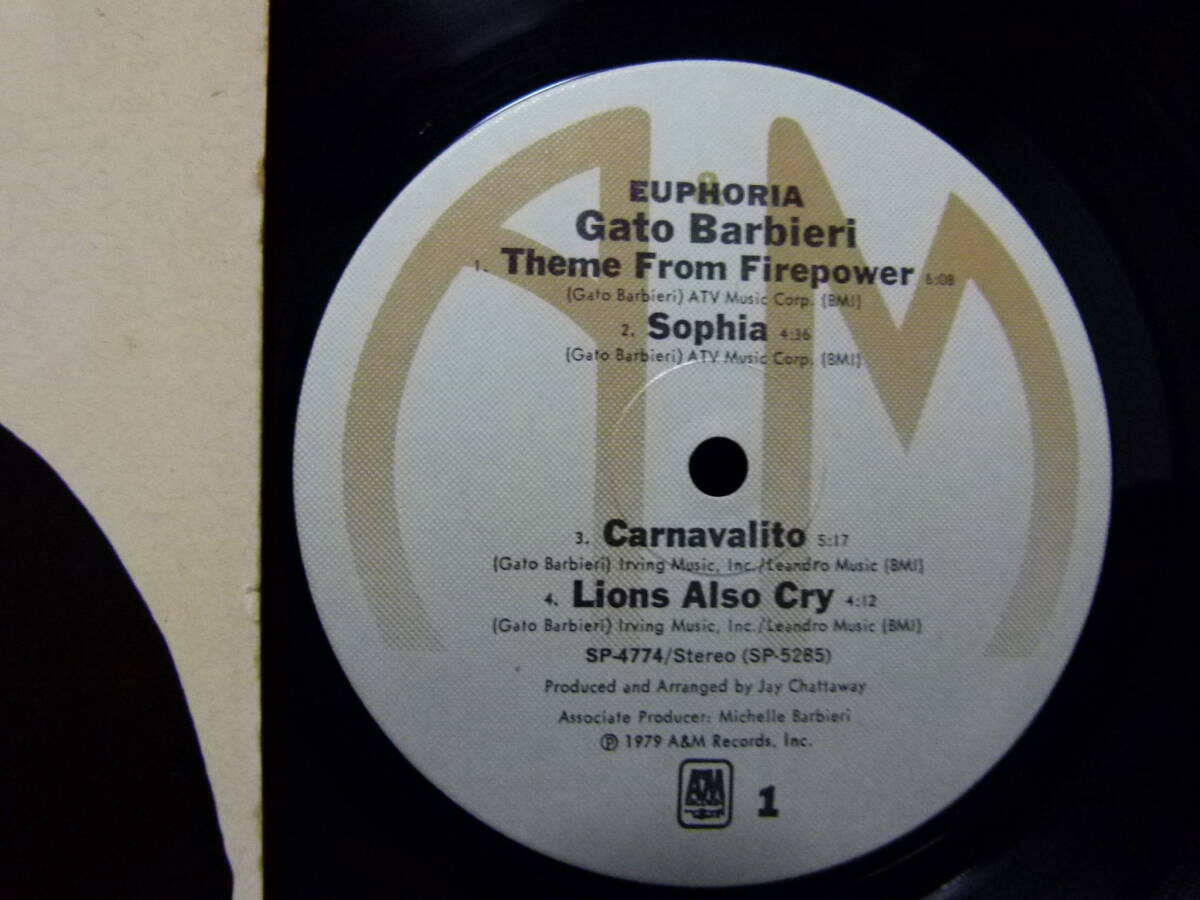 EUPHORIA
Gato Barbieri
1. Theme From Firepower 6:08
(Gato Barbieri) ATV Music Corp. (BMI)
2. Sophia 4:36
(Gato Barbieri) ATV Music Corp. (BMI)
3. Carnavalito 5:17
(Gato Barbieri) Irving Music, Inc./Leandro Music (BMI)
4. Lions Also Cry 4:12
(Gato Barbieri) Irving Music, Inc./Leandro Music (BMI)
SP-4774/Stereo (SP-5285)
Produced and Arranged by Jay Chattaway
Associate Producer: Michelle Barbieri
℗ 1979 A&M Records, Inc.
A&M 1